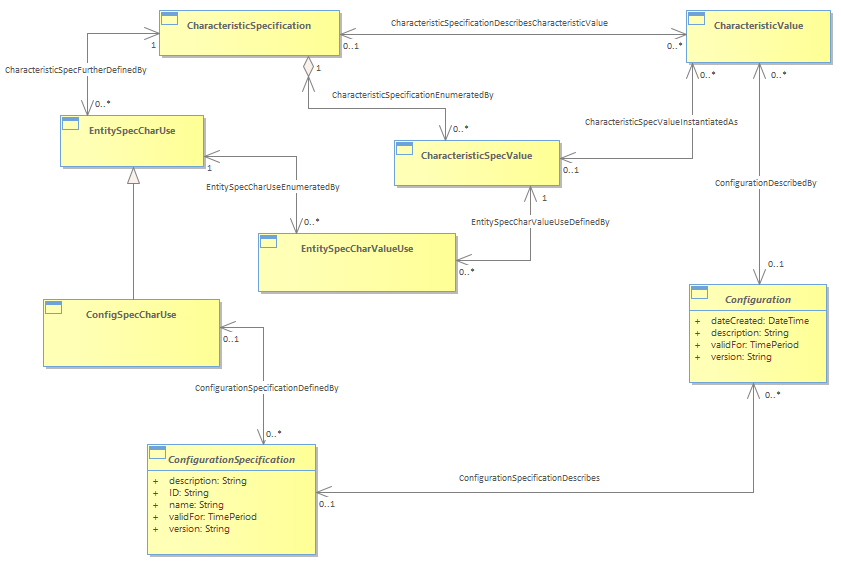 CharacteristicSpecification
CharacteristicSpecificationDescribesCharacteristicValue
CharacteristicValue
1
0..1
0..*
CharacteristicSpecFurtherDefinedBy
1
0..*
0..*
CharacteristicSpecificationEnumeratedBy
0..*
EntitySpecCharUse
0..*
CharacteristicSpecValueInstantiatedAs
CharacteristicSpecValue
1
0..1
EntitySpecCharUseEnumeratedBy
ConfigurationDescribedBy
1
0..*
EntitySpecCharValueUseDefinedBy
EntitySpecCharValueUse
0..*
0..1
Configuration
+ dateCreated: DateTime
+ description: String
+ validFor: TimePeriod
+ version: String
ConfigSpecCharUse
0..1
ConfigurationSpecificationDefinedBy
0..*
0..*
ConfigurationSpecification
+ description: String
+ ID: String
+ name: String
+ validFor: TimePeriod
+ version: String
ConfigurationSpecificationDescribes
0..1